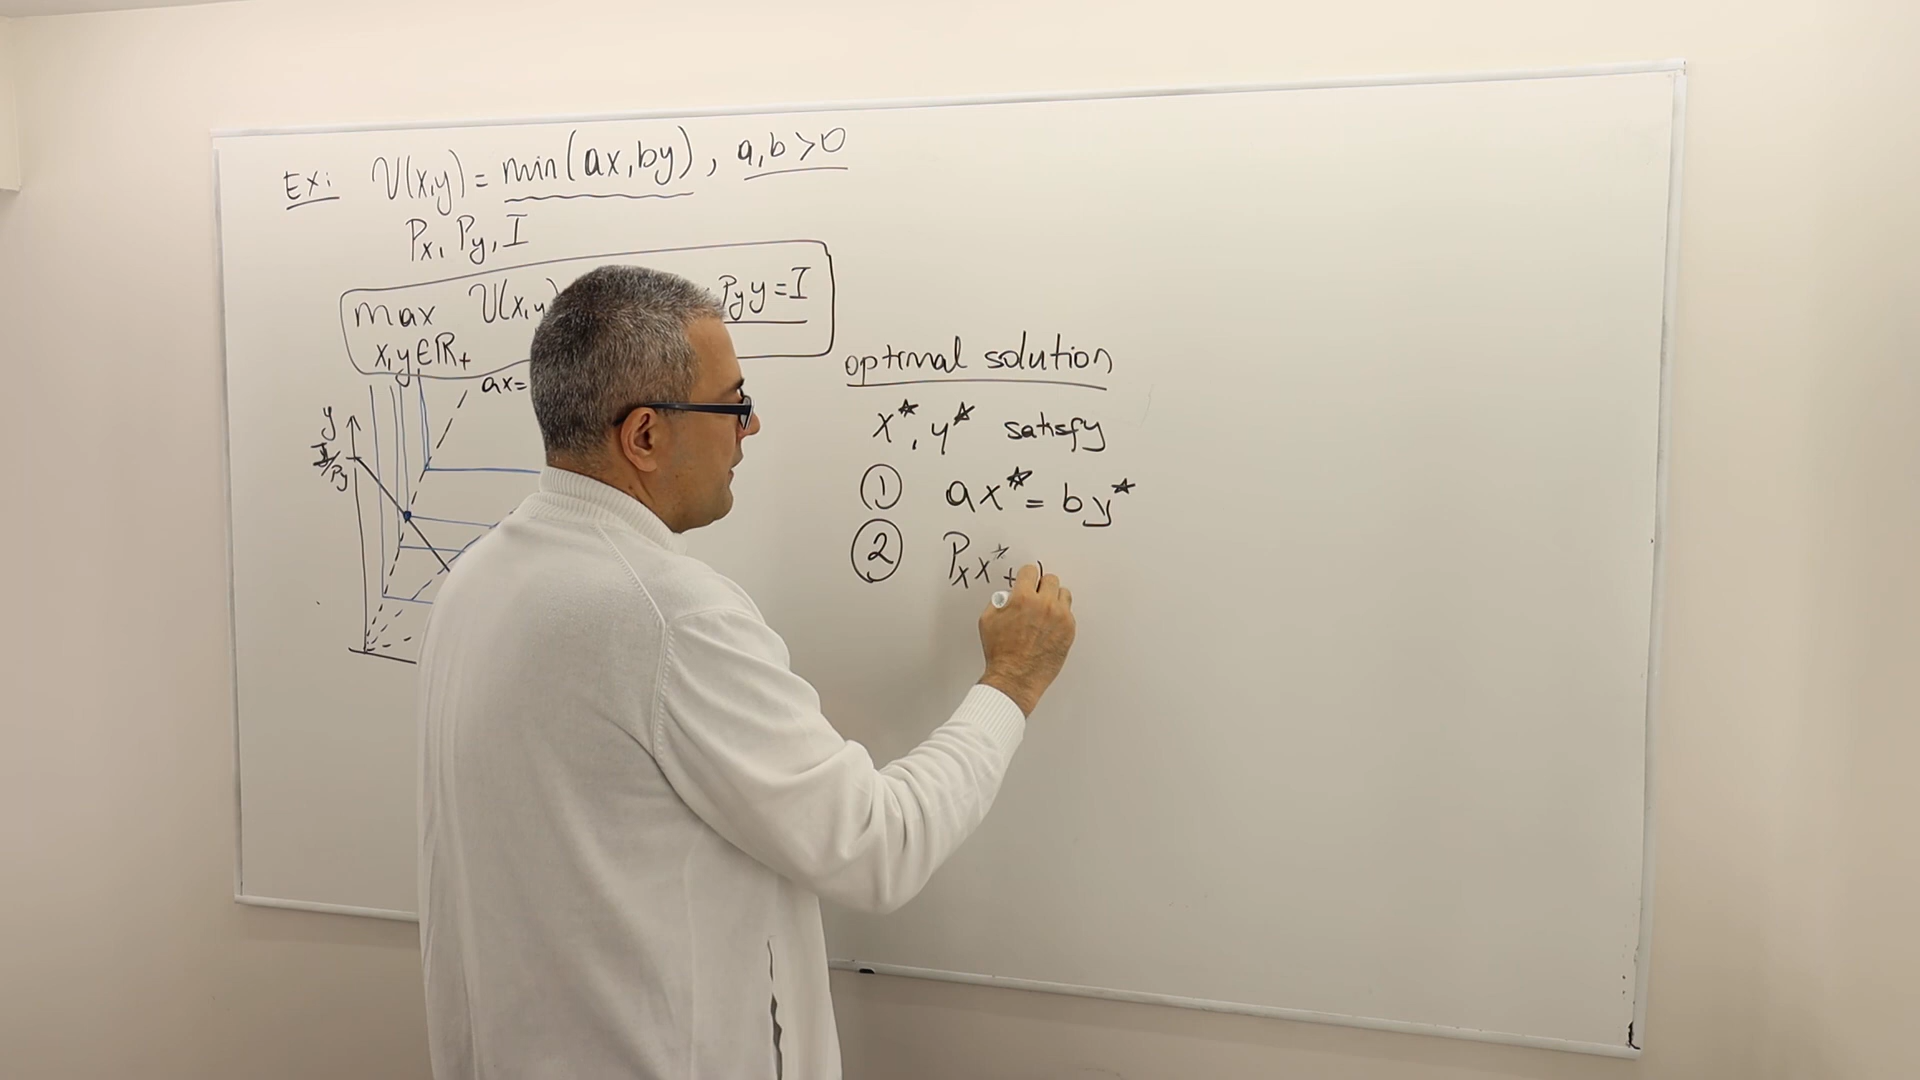 Ex: U(x,y) = min(ax,by), a,b>0
Px, Py, I
max U(x,y Pyy=I
x,y∈R+
ax=
y
I/Py
optimal solution
x*, y* satisfy
① ax* = by*
② Pxx* +